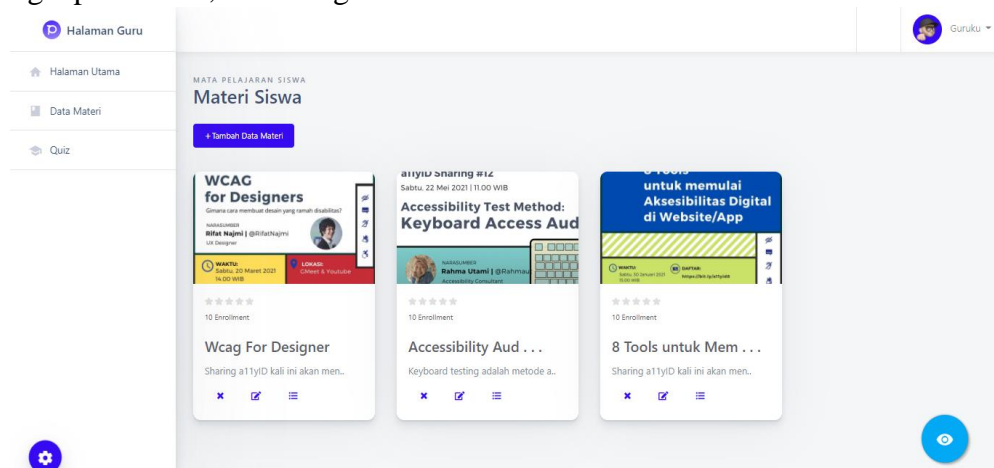 Halaman Guru
Guruku
Halaman Utama
Data Materi
Quiz
MATA PELAJARAN SISWA
Materi Siswa
+ Tambah Data Materi
WCAG
for Designers
Gimana cara membuat desain yang ramah disabilitas?
NARASUMBER
Rifat Najmi | @RifatNajmi
UX Designer
WAKTU:
Sabtu, 20 Maret 2021
14.00 WIB
LOKASI:
GMeet & Youtube
10 Enrollment
Wcag For Designer
Sharing a11yID kali ini akan men..
a11yID Sharing #12
Sabtu, 22 Mei 2021 | 11.00 WIB
Accessibility Test Method:
Keyboard Access Aud
NARASUMBER
Rahma Utami | @Rahmau
Accessibility Consultant
10 Enrollment
Accessibility Aud . . .
Keyboard testing adalah metode a..
8 Tools
untuk memulai
Aksesibilitas Digital
di Website/App
WAKTU:
DAFTAR:
10 Enrollment
8 Tools untuk Mem . . .
Sharing a11yID kali ini akan men..